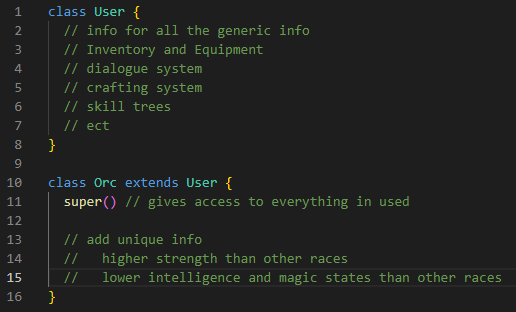 1 class User {
2 // info for all the generic info
3 // Inventory and Equipment
4 // dialogue system
5 // crafting system
6 // skill trees
7 // ect
8 }
9
10 class Orc extends User {
11 super() // gives access to everything in used
12
13 // add unique info
14 // higher strength than other races
15 // lower intelligence and magic states than other races
16 }